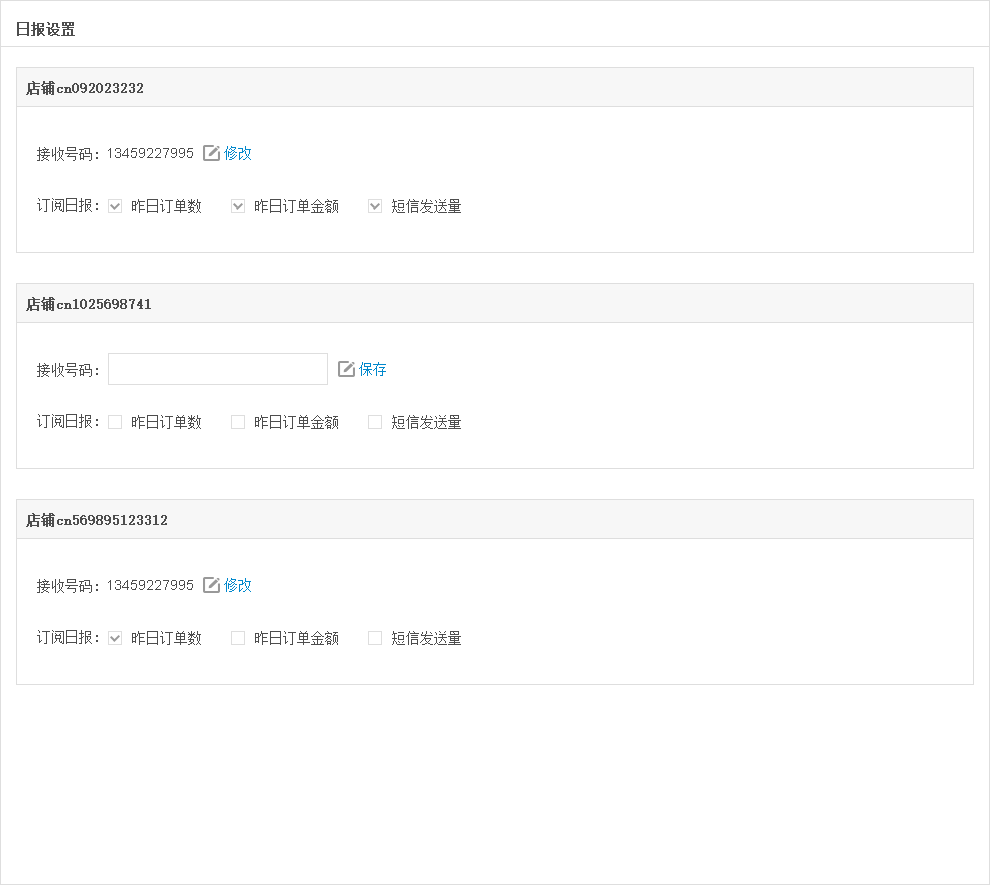 日报设置
店铺cn092023232
接收号码：13459227995 修改
订阅日报： 昨日订单数 昨日订单金额 短信发送量
店铺cn1025698741
接收号码： 保存
订阅日报： 昨日订单数 昨日订单金额 短信发送量
店铺cn569895123312
接收号码：13459227995 修改
订阅日报： 昨日订单数 昨日订单金额 短信发送量